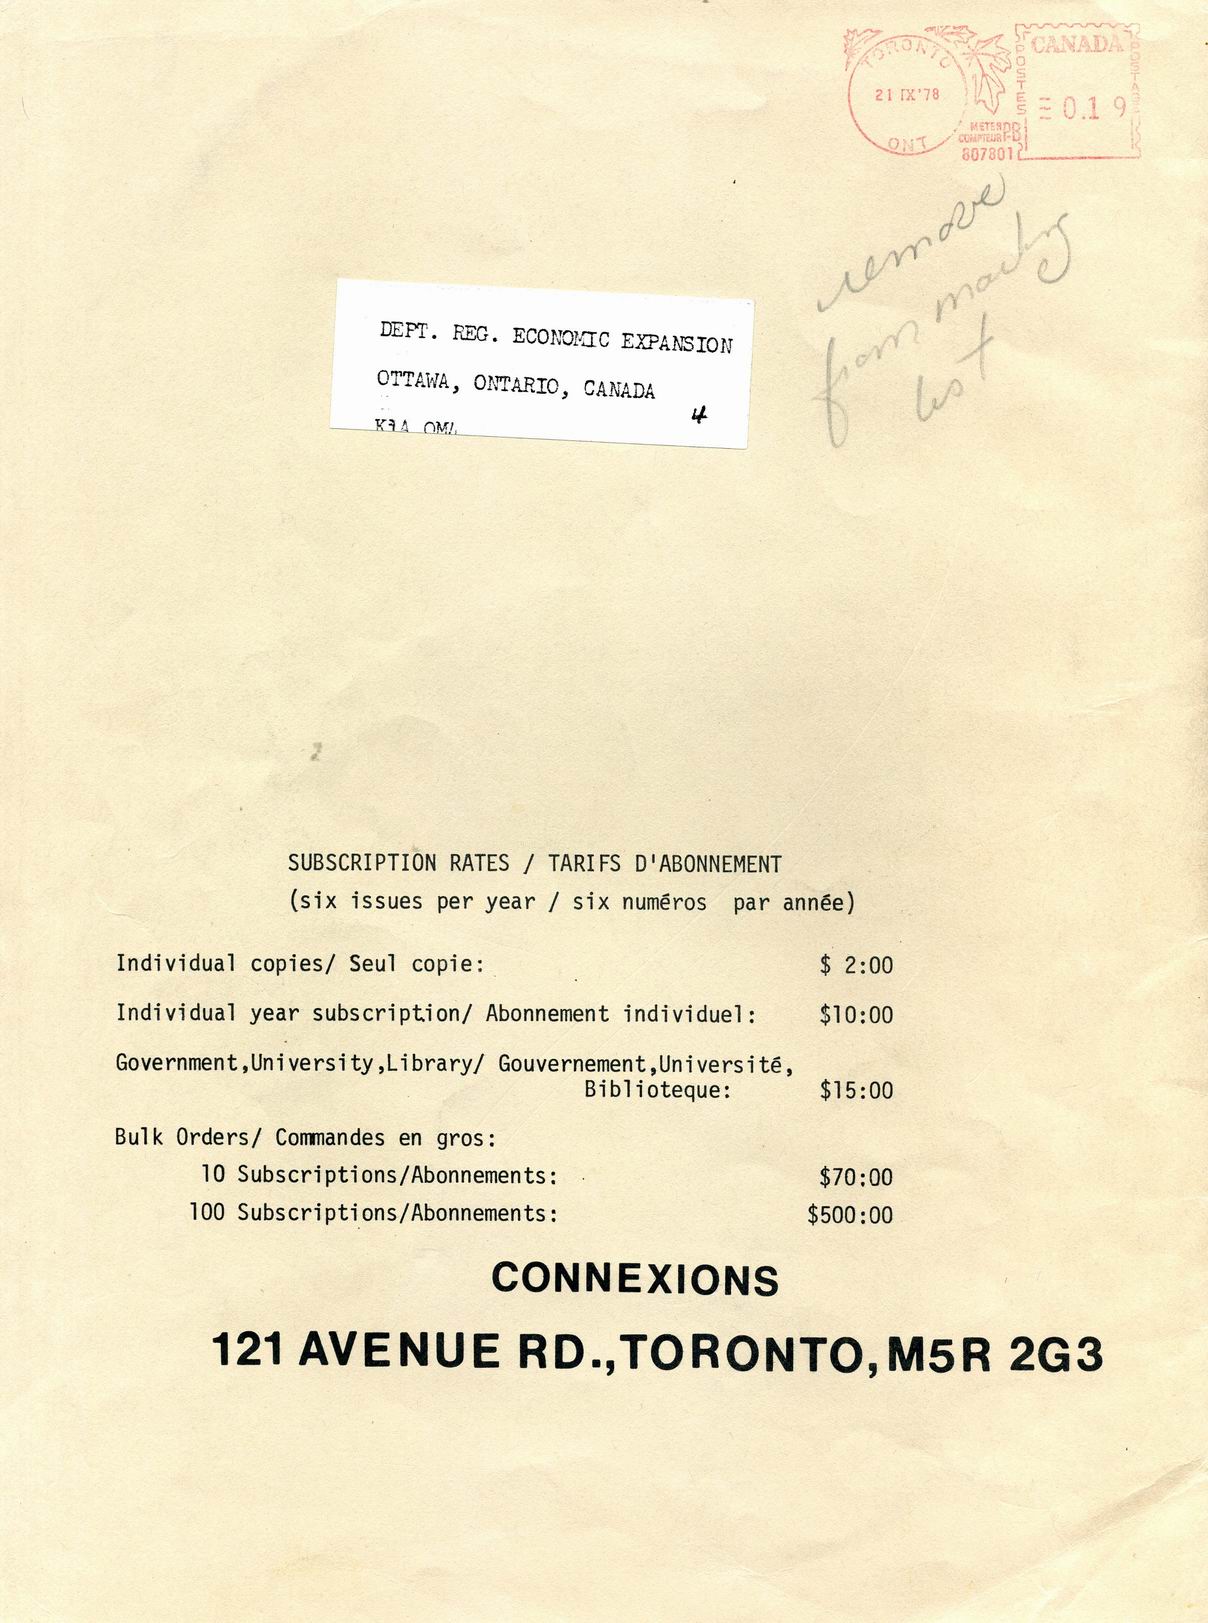 TORONTO
21 IX'78
ONT
METER
COMPTEUR
PB
807801
CANADA
POSTES
POSTAGE
0.19
remove
from mailing
list
DEPT. REG. ECONOMIC EXPANSION
OTTAWA, ONTARIO, CANADA
4
SUBSCRIPTION RATES / TARIFS D'ABONNEMENT
(six issues per year / six numéros par année)
Individual copies/ Seul copie: $ 2:00
Individual year subscription/ Abonnement individuel: $10:00
Government,University,Library/ Gouvernement,Université,
Biblioteque: $15:00
Bulk Orders/ Commandes en gros:
10 Subscriptions/Abonnements: $70:00
100 Subscriptions/Abonnements: $500:00
CONNEXIONS
121 AVENUE RD.,TORONTO,M5R 2G3